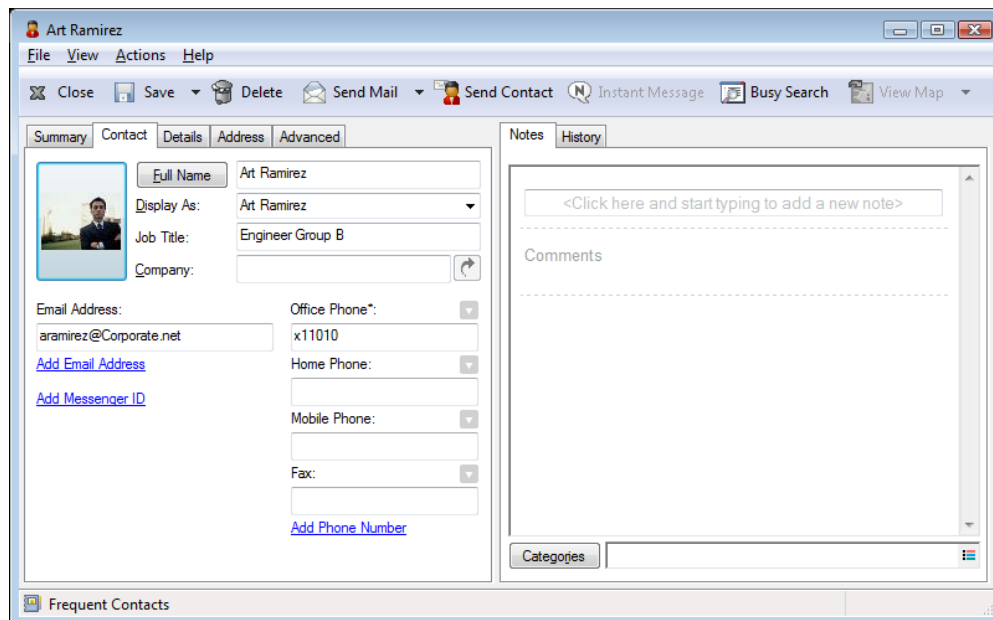 Art Ramirez
File View Actions Help
Close Save Delete Send Mail Send Contact Instant Message Busy Search View Map
Summary Contact Details Address Advanced
Full Name Art Ramirez
Display As: Art Ramirez
Job Title: Engineer Group B
Company:
Email Address:
aramirez@Corporate.net
Add Email Address
Add Messenger ID
Office Phone*:
x11010
Home Phone:
Mobile Phone:
Fax:
Add Phone Number
Notes History
<Click here and start typing to add a new note>
Comments
Categories
Frequent Contacts